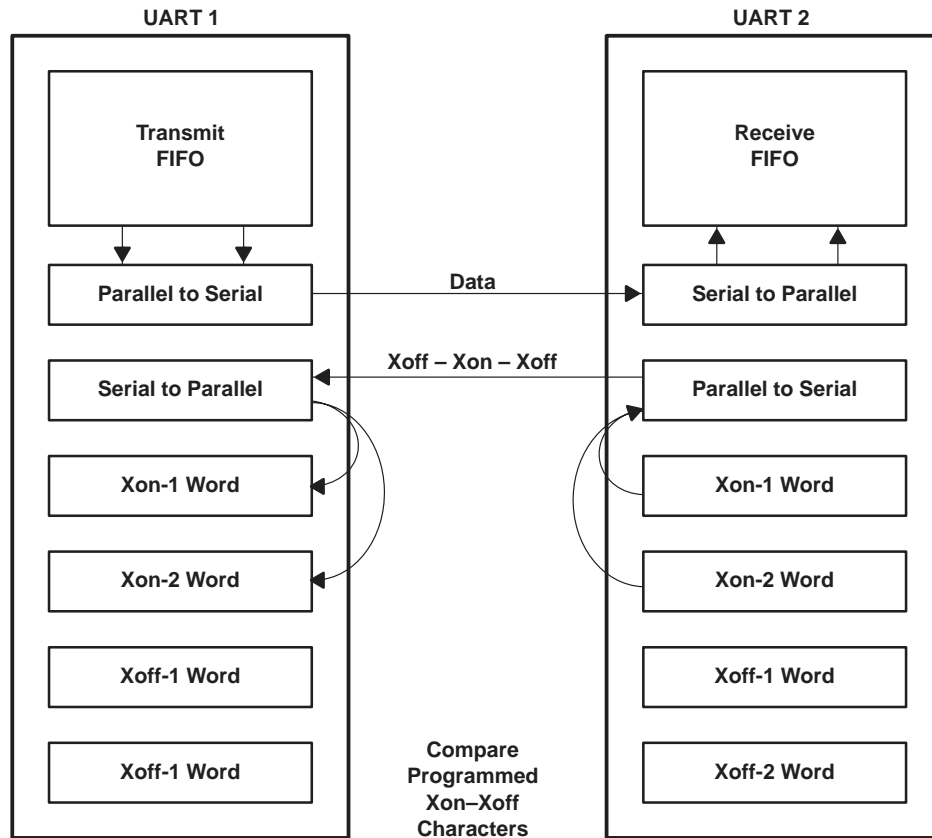 UART 1
UART 2
Transmit
FIFO
Receive
FIFO
Parallel to Serial
Data
Serial to Parallel
Serial to Parallel
Xoff – Xon – Xoff
Parallel to Serial
Xon-1 Word
Xon-1 Word
Xon-2 Word
Xon-2 Word
Xoff-1 Word
Xoff-1 Word
Xoff-1 Word
Compare
Programmed
Xon–Xoff
Characters
Xoff-2 Word